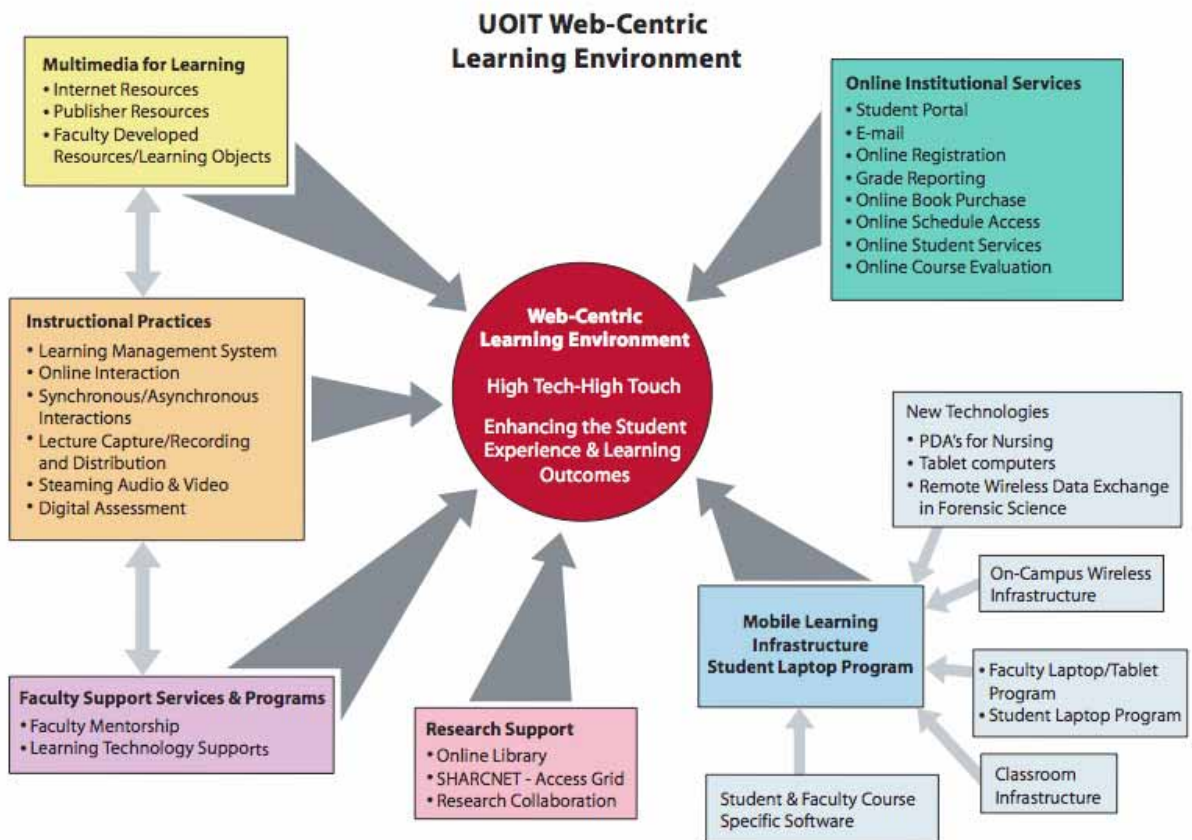 UOIT Web-Centric
Learning Environment
Multimedia for Learning
• Internet Resources
• Publisher Resources
• Faculty Developed
Resources/Learning Objects
Online Institutional Services
• Student Portal
• E-mail
• Online Registration
• Grade Reporting
• Online Book Purchase
• Online Schedule Access
• Online Student Services
• Online Course Evaluation
Instructional Practices
• Learning Management System
• Online Interaction
• Synchronous/Asynchronous
Interactions
• Lecture Capture/Recording
and Distribution
• Steaming Audio & Video
• Digital Assessment
Web-Centric
Learning Environment
High Tech-High Touch
Enhancing the Student
Experience & Learning
Outcomes
New Technologies
• PDA's for Nursing
• Tablet computers
• Remote Wireless Data Exchange
in Forensic Science
On-Campus Wireless
Infrastructure
Mobile Learning
Infrastructure
Student Laptop Program
• Faculty Laptop/Tablet
Program
• Student Laptop Program
Faculty Support Services & Programs
• Faculty Mentorship
• Learning Technology Supports
Research Support
• Online Library
• SHARCNET - Access Grid
• Research Collaboration
Student & Faculty Course
Specific Software
Classroom
Infrastructure